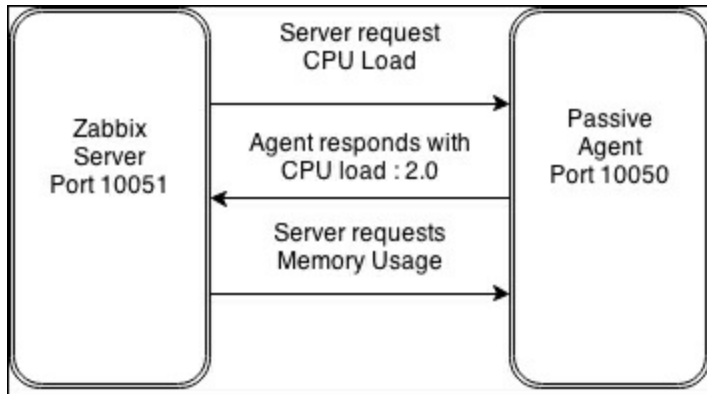 Server request
CPU Load
Zabbix
Server
Port 10051
Agent responds with
CPU load : 2.0
Passive
Agent
Port 10050
Server requests
Memory Usage